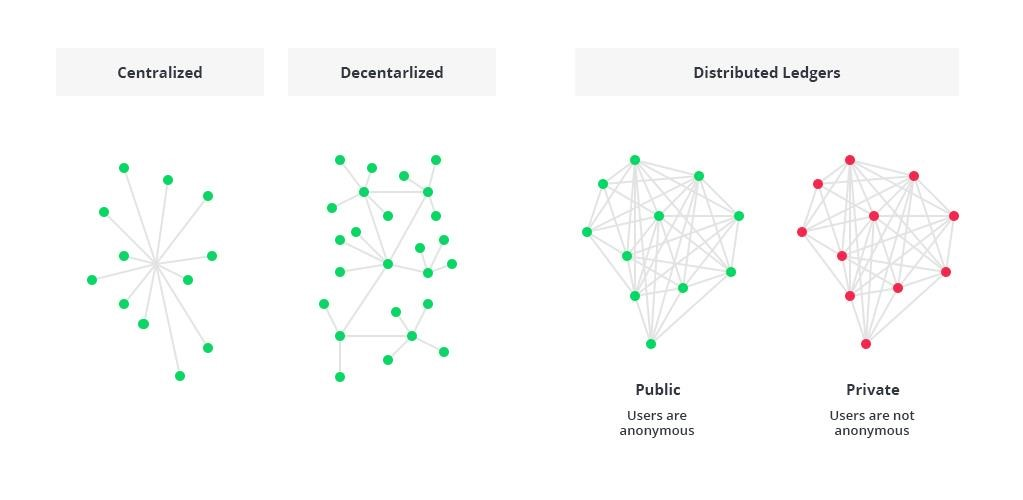 Centralized
Decentarlized
Distributed Ledgers
Public
Users are
anonymous
Private
Users are not
anonymous